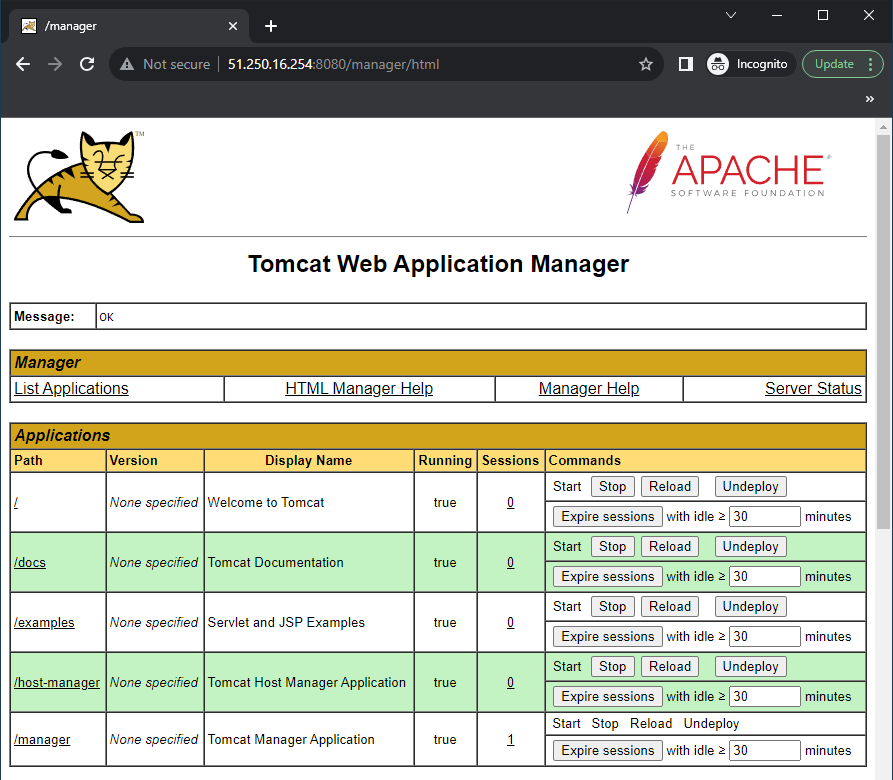 /manager
Not secure 51.250.16.254:8080/manager/html Incognito Update
»
TM
THE
APACHE®
SOFTWARE FOUNDATION
Tomcat Web Application Manager
Message: OK
Manager
List Applications HTML Manager Help Manager Help Server Status
Applications
Path Version Display Name Running Sessions Commands
/ None specified Welcome to Tomcat true 0 Start Stop Reload Undeploy
Expire sessions with idle ≥ 30 minutes
/docs None specified Tomcat Documentation true 0 Start Stop Reload Undeploy
Expire sessions with idle ≥ 30 minutes
/examples None specified Servlet and JSP Examples true 0 Start Stop Reload Undeploy
Expire sessions with idle ≥ 30 minutes
/host-manager None specified Tomcat Host Manager Application true 0 Start Stop Reload Undeploy
Expire sessions with idle ≥ 30 minutes
/manager None specified Tomcat Manager Application true 1 Start Stop Reload Undeploy
Expire sessions with idle ≥ 30 minutes